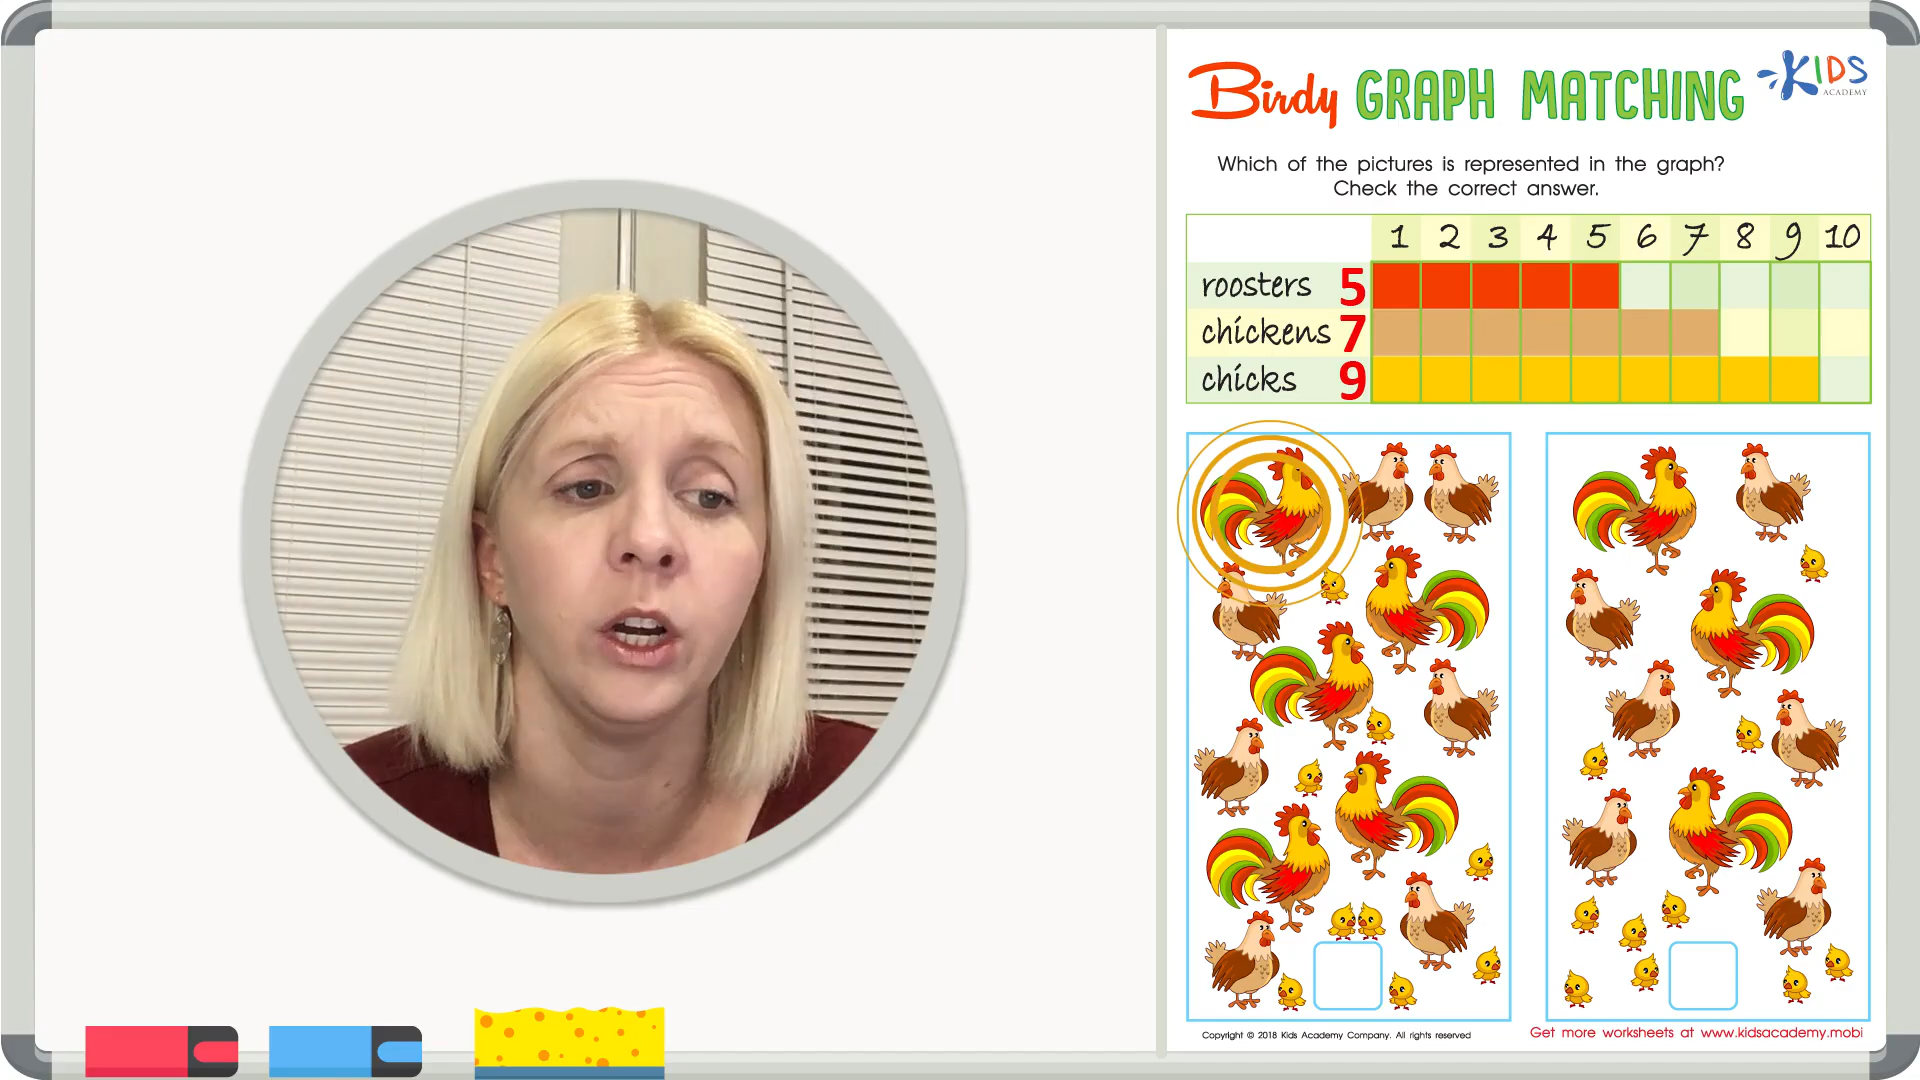 Birdy GRAPH MATCHING
KIDS
ACADEMY
Which of the pictures is represented in the graph?
Check the correct answer.
1 2 3 4 5 6 7 8 9 10
roosters 5
chickens 7
chicks 9
Copyright © 2018 Kids Academy Company. All rights reserved
Get more worksheets at www.kidsacademy.mobi